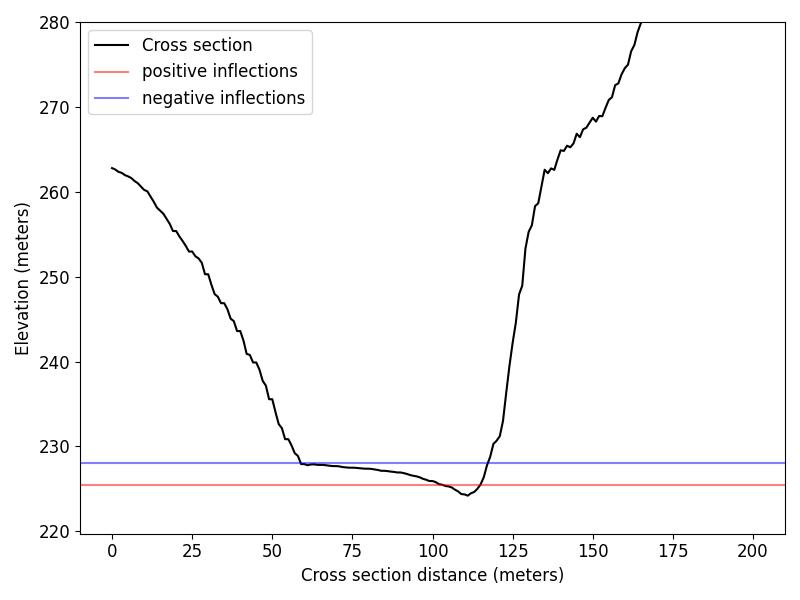 Cross section
positive inflections
negative inflections
280
270
260
250
240
230
220
Elevation (meters)
0 25 50 75 100 125 150 175 200
Cross section distance (meters)